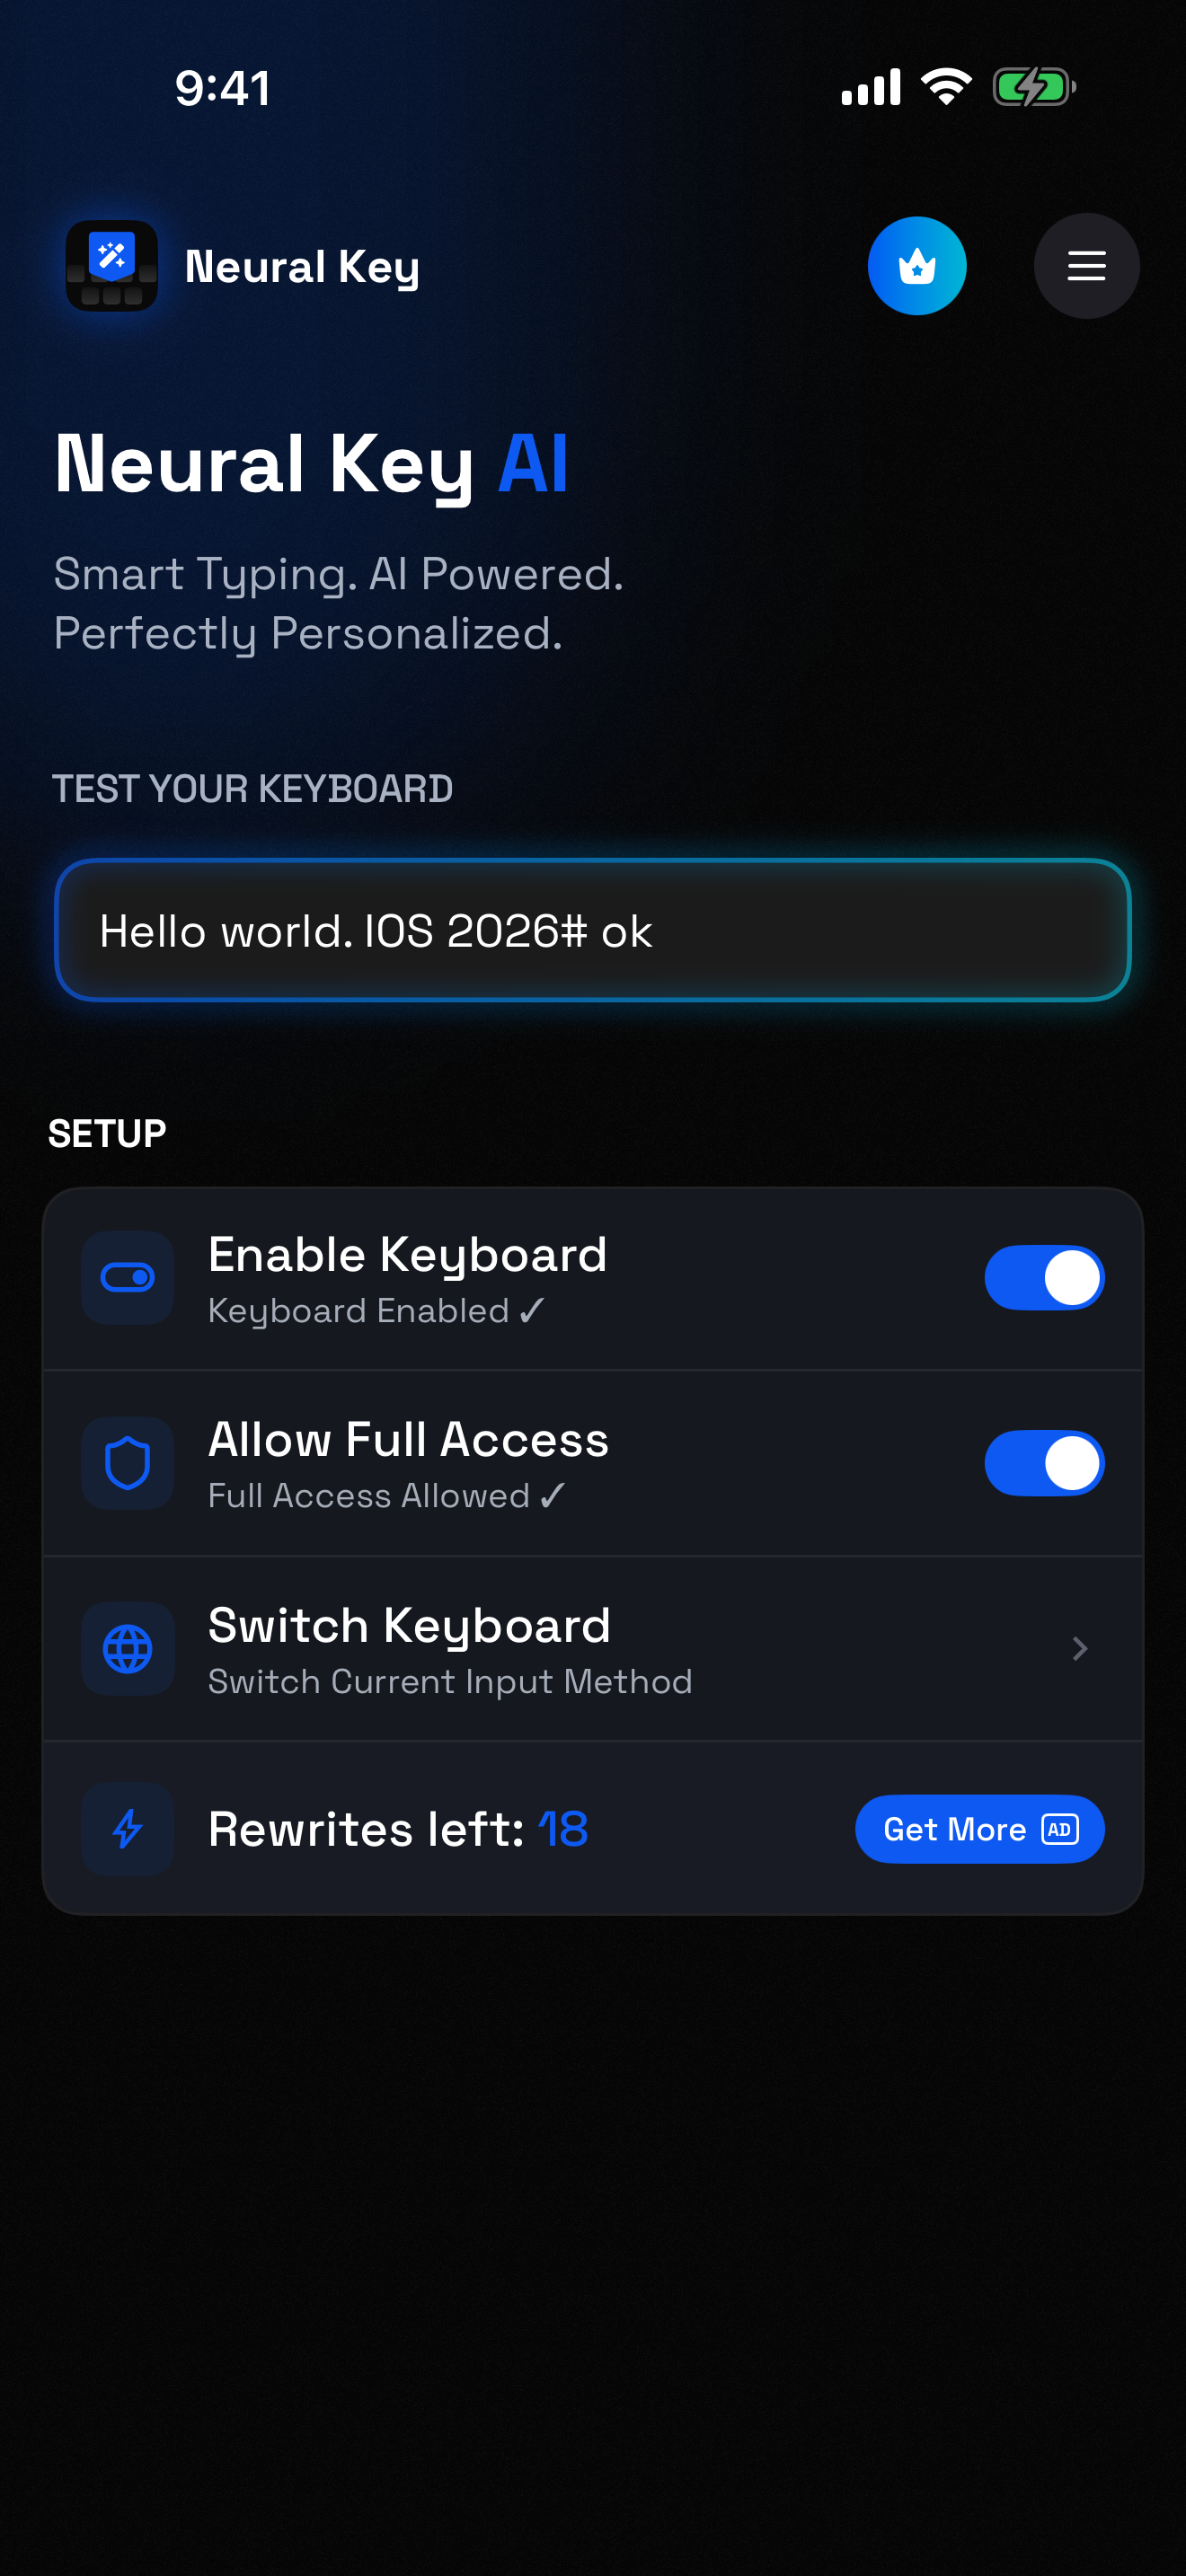 9:41
Neural Key
Neural Key AI
Smart Typing. AI Powered.
Perfectly Personalized.
TEST YOUR KEYBOARD
Hello world. IOS 2026# ok
SETUP
Enable Keyboard
Keyboard Enabled ✓
Allow Full Access
Full Access Allowed ✓
Switch Keyboard
Switch Current Input Method
Rewrites left: 18
Get More AD